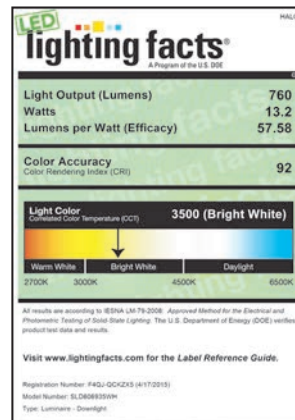 LED
HAL
lighting facts®
A Program of the U.S. DOE
Light Output (Lumens) 760
Watts 13.2
Lumens per Watt (Efficacy) 57.58
Color Accuracy 92
Color Rendering Index (CRI)
Light Color
Correlated Color Temperature (CCT)
3500 (Bright White)
Warm White Bright White Daylight
2700K 3000K 4500K 6500K
All results are according to IESNA LM-79-2008: Approved Method for the Electrical and
Photometric Testing of Solid-State Lighting. The U.S. Department of Energy (DOE) verifies
product test data and results.
Visit www.lightingfacts.com for the Label Reference Guide.
Registration Number: F4QJ-QCKZX5 (4/17/2015)
Model Number: SLD606935WH
Type: Luminaire - Downlight